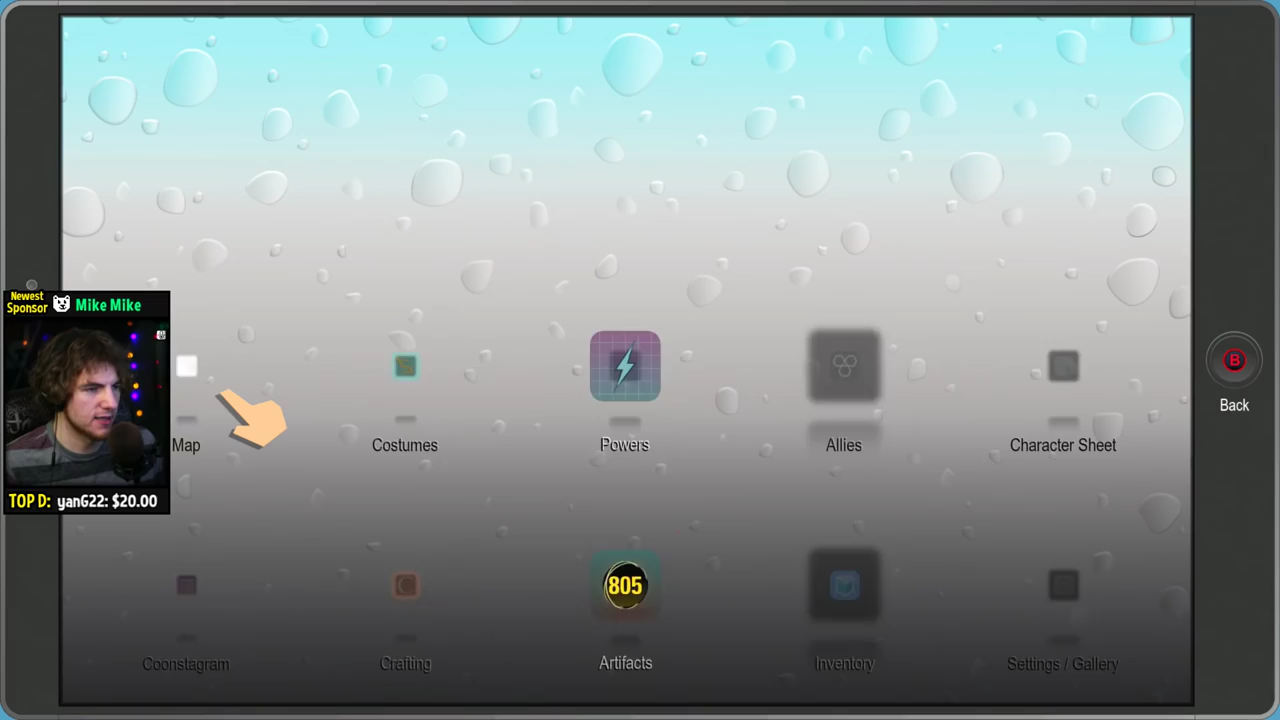 Newest
Sponsor
Mike Mike
TOP D: yanG22: $20.00
Map
Costumes
Powers
Allies
Character Sheet
B
Back
805
Coonstagram
Crafting
Artifacts
Inventory
Settings / Gallery